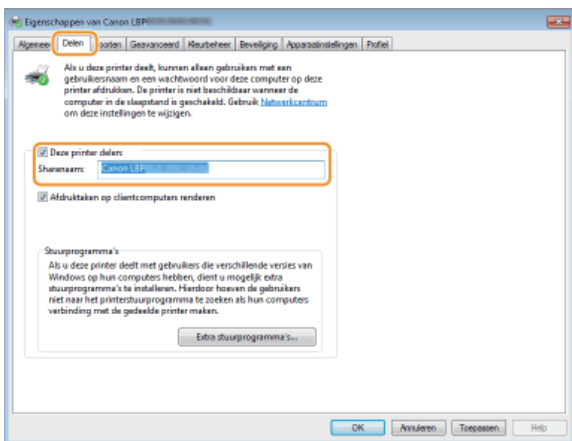 Eigenschappen van Canon LBP
Algemeen Delen Poorten Geavanceerd Kleurbeheer Beveiliging Apparaatinstellingen Profiel
Als u deze printer deelt, kunnen alleen gebruikers met een
gebruikersnaam en een wachtwoord voor deze computer op deze
printer afdrukken. De printer is niet beschikbaar wanneer de
computer in de slaapstand is geschakeld. Gebruik Netwerkcentrum
om deze instellingen te wijzigen.
Deze printer delen:
Sharenaam: Canon LBP
Afdruktaken op clientcomputers renderen
Stuurprogramma's
Als u deze printer deelt met gebruikers die verschillende versies van
Windows op hun computers hebben, dient u mogelijk extra
stuurprogramma's te installeren. Hierdoor hoeven de gebruikers
niet naar het printerstuurprogramma te zoeken als hun computers
verbinding met de gedeelde printer maken.
Extra stuurprogramma's...
OK Annuleren Toepassen Help